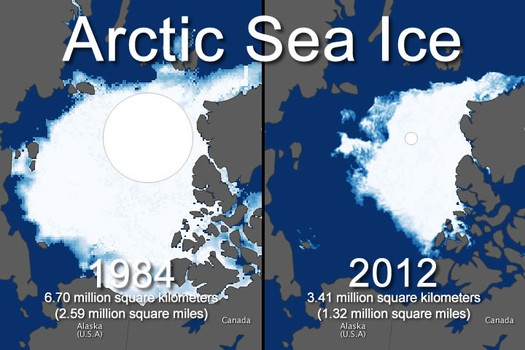 Arctic Sea Ice
1984
6.70 million square kilometers
(2.59 million square miles)
Alaska
(U.S.A)
Canada
2012
3.41 million square kilometers
(1.32 million square miles)
Alaska
(U.S.A)
Canada